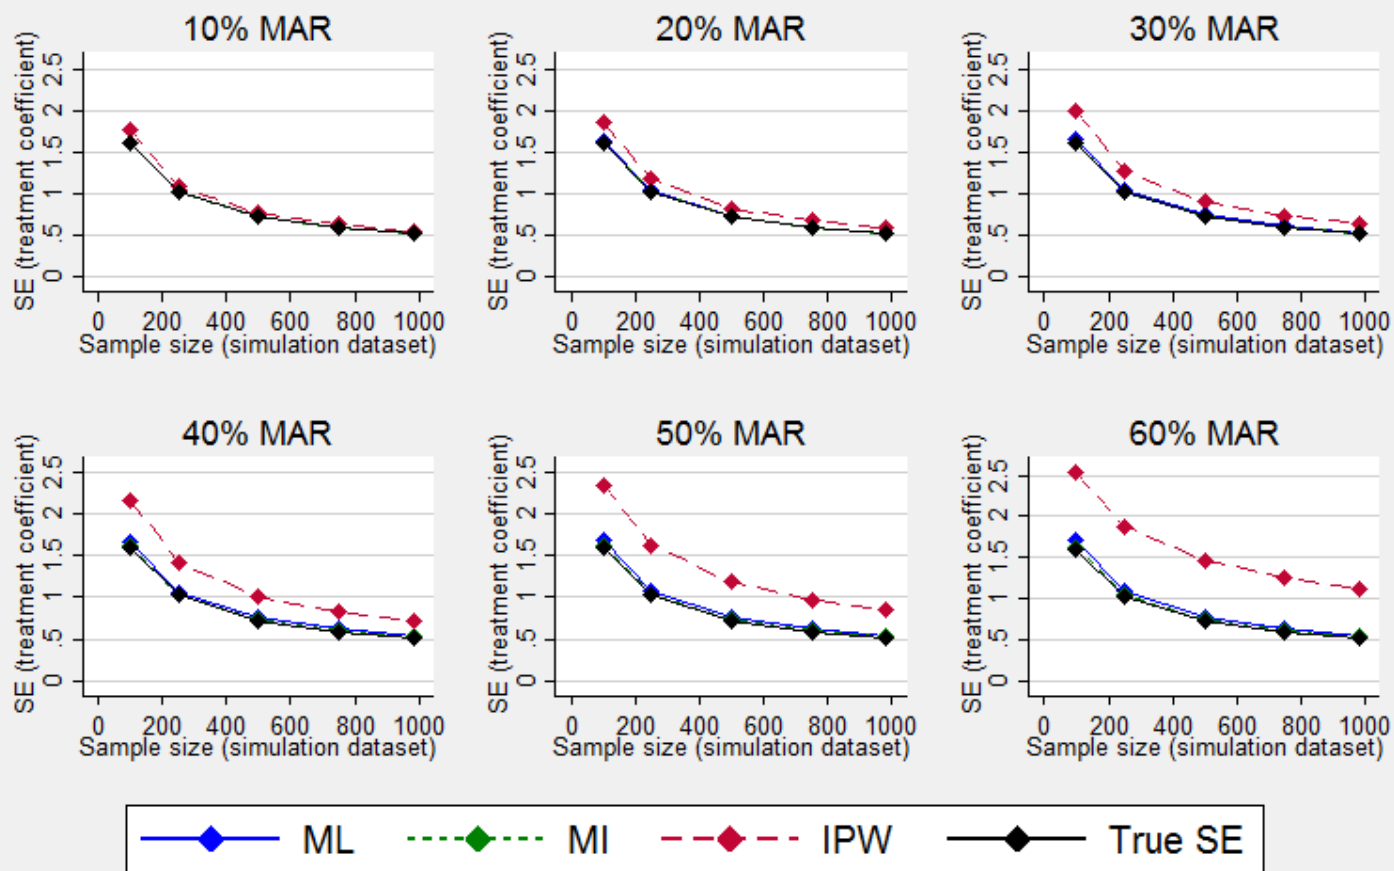 10% MAR
20% MAR
30% MAR
SE (treatment coefficient)
0 .5 1 1.5 2 2.5
0 200 400 600 800 1000
Sample size (simulation dataset)
SE (treatment coefficient)
0 .5 1 1.5 2 2.5
0 200 400 600 800 1000
Sample size (simulation dataset)
SE (treatment coefficient)
0 .5 1 1.5 2 2.5
0 200 400 600 800 1000
Sample size (simulation dataset)
40% MAR
50% MAR
60% MAR
SE (treatment coefficient)
0 .5 1 1.5 2 2.5
0 200 400 600 800 1000
Sample size (simulation dataset)
SE (treatment coefficient)
0 .5 1 1.5 2 2.5
0 200 400 600 800 1000
Sample size (simulation dataset)
SE (treatment coefficient)
0 .5 1 1.5 2 2.5
0 200 400 600 800 1000
Sample size (simulation dataset)
ML MI IPW True SE